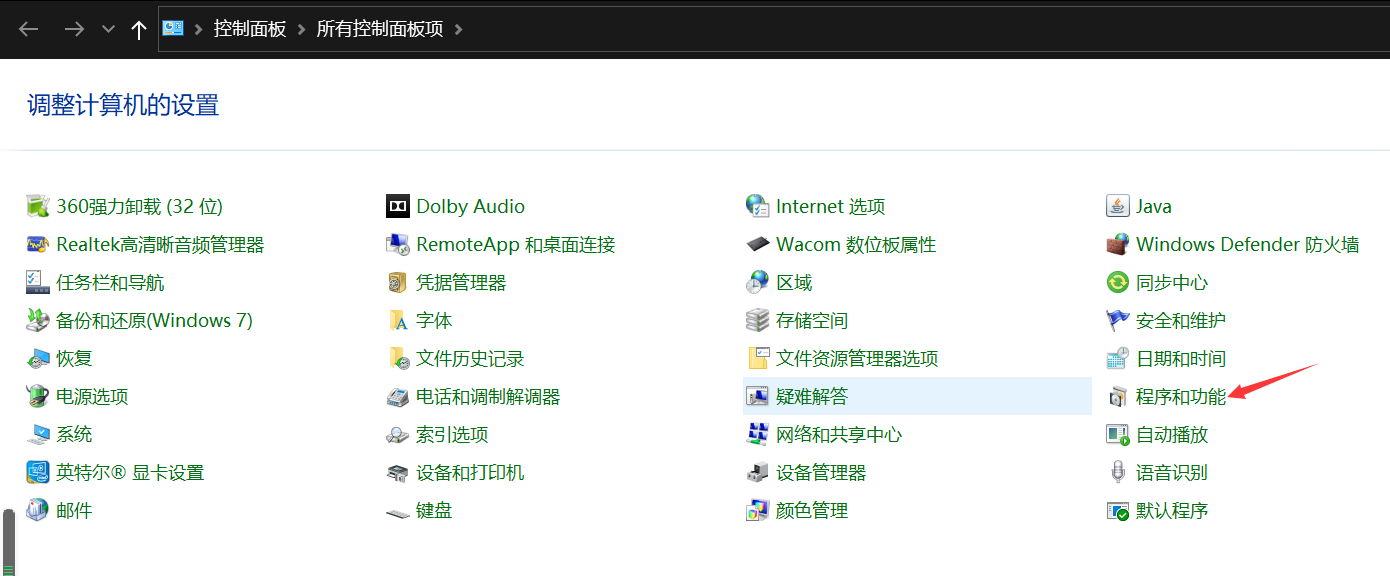 控制面板 所有控制面板项
调整计算机的设置
360强力卸载 (32 位) Dolby Audio Internet 选项 Java
Realtek高清晰音频管理器 RemoteApp 和桌面连接 Wacom 数位板属性 Windows Defender 防火墙
任务栏和导航 凭据管理器 区域 同步中心
备份和还原(Windows 7) 字体 存储空间 安全和维护
恢复 文件历史记录 文件资源管理器选项 日期和时间
电源选项 电话和调制解调器 疑难解答 程序和功能
系统 索引选项 网络和共享中心 自动播放
英特尔® 显卡设置 设备和打印机 设备管理器 语音识别
邮件 键盘 颜色管理 默认程序